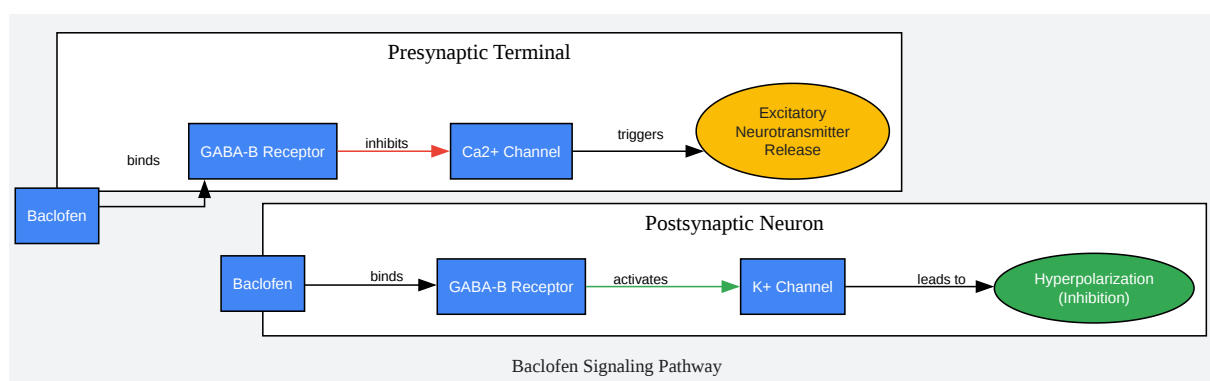 Presynaptic Terminal
Excitatory
Neurotransmitter
Release
triggers
inhibits
GABA-B Receptor
Ca2+ Channel
binds
Baclofen
Postsynaptic Neuron
Baclofen
binds
GABA-B Receptor
activates
K+ Channel
leads to
Hyperpolarization
(Inhibition)
Baclofen Signaling Pathway